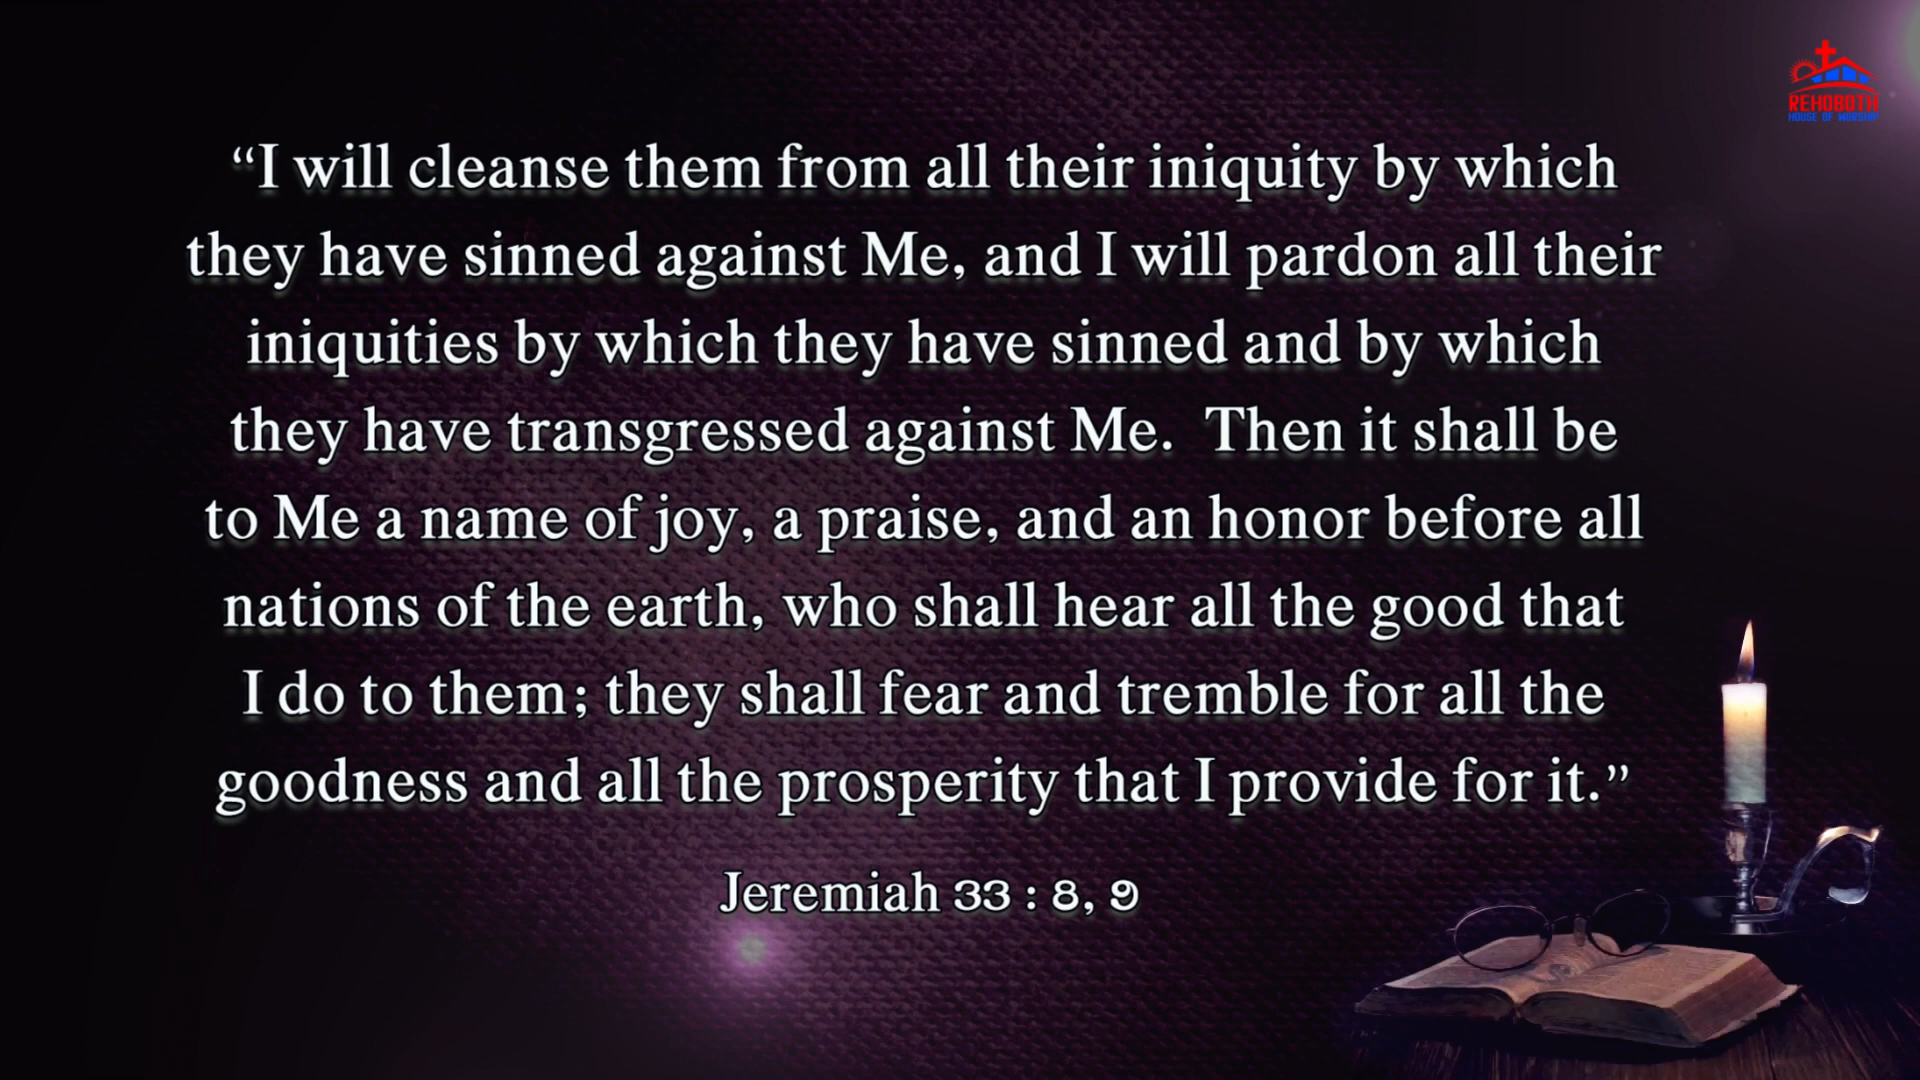 REHOBOTH
HOUSE OF WORSHIP
“I will cleanse them from all their iniquity by which
they have sinned against Me, and I will pardon all their
iniquities by which they have sinned and by which
they have transgressed against Me.  Then it shall be
to Me a name of joy, a praise, and an honor before all
nations of the earth, who shall hear all the good that
I do to them; they shall fear and tremble for all the
goodness and all the prosperity that I provide for it.”
Jeremiah 33 : 8, 9